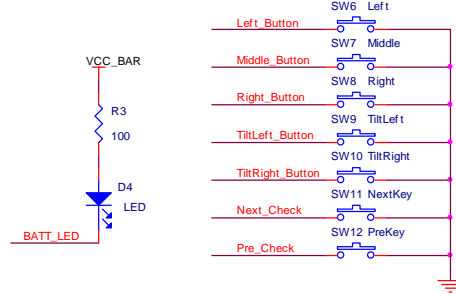 SW6 Left
Left_Button
SW7 Middle
Middle_Button
SW8 Right
Right_Button
SW9 TiltLeft
TiltLeft_Button
SW10 TiltRight
TiltRight_Button
SW11 NextKey
Next_Check
SW12 PreKey
Pre_Check
VCC_BAR
R3
100
D4
LED
BATT_LED